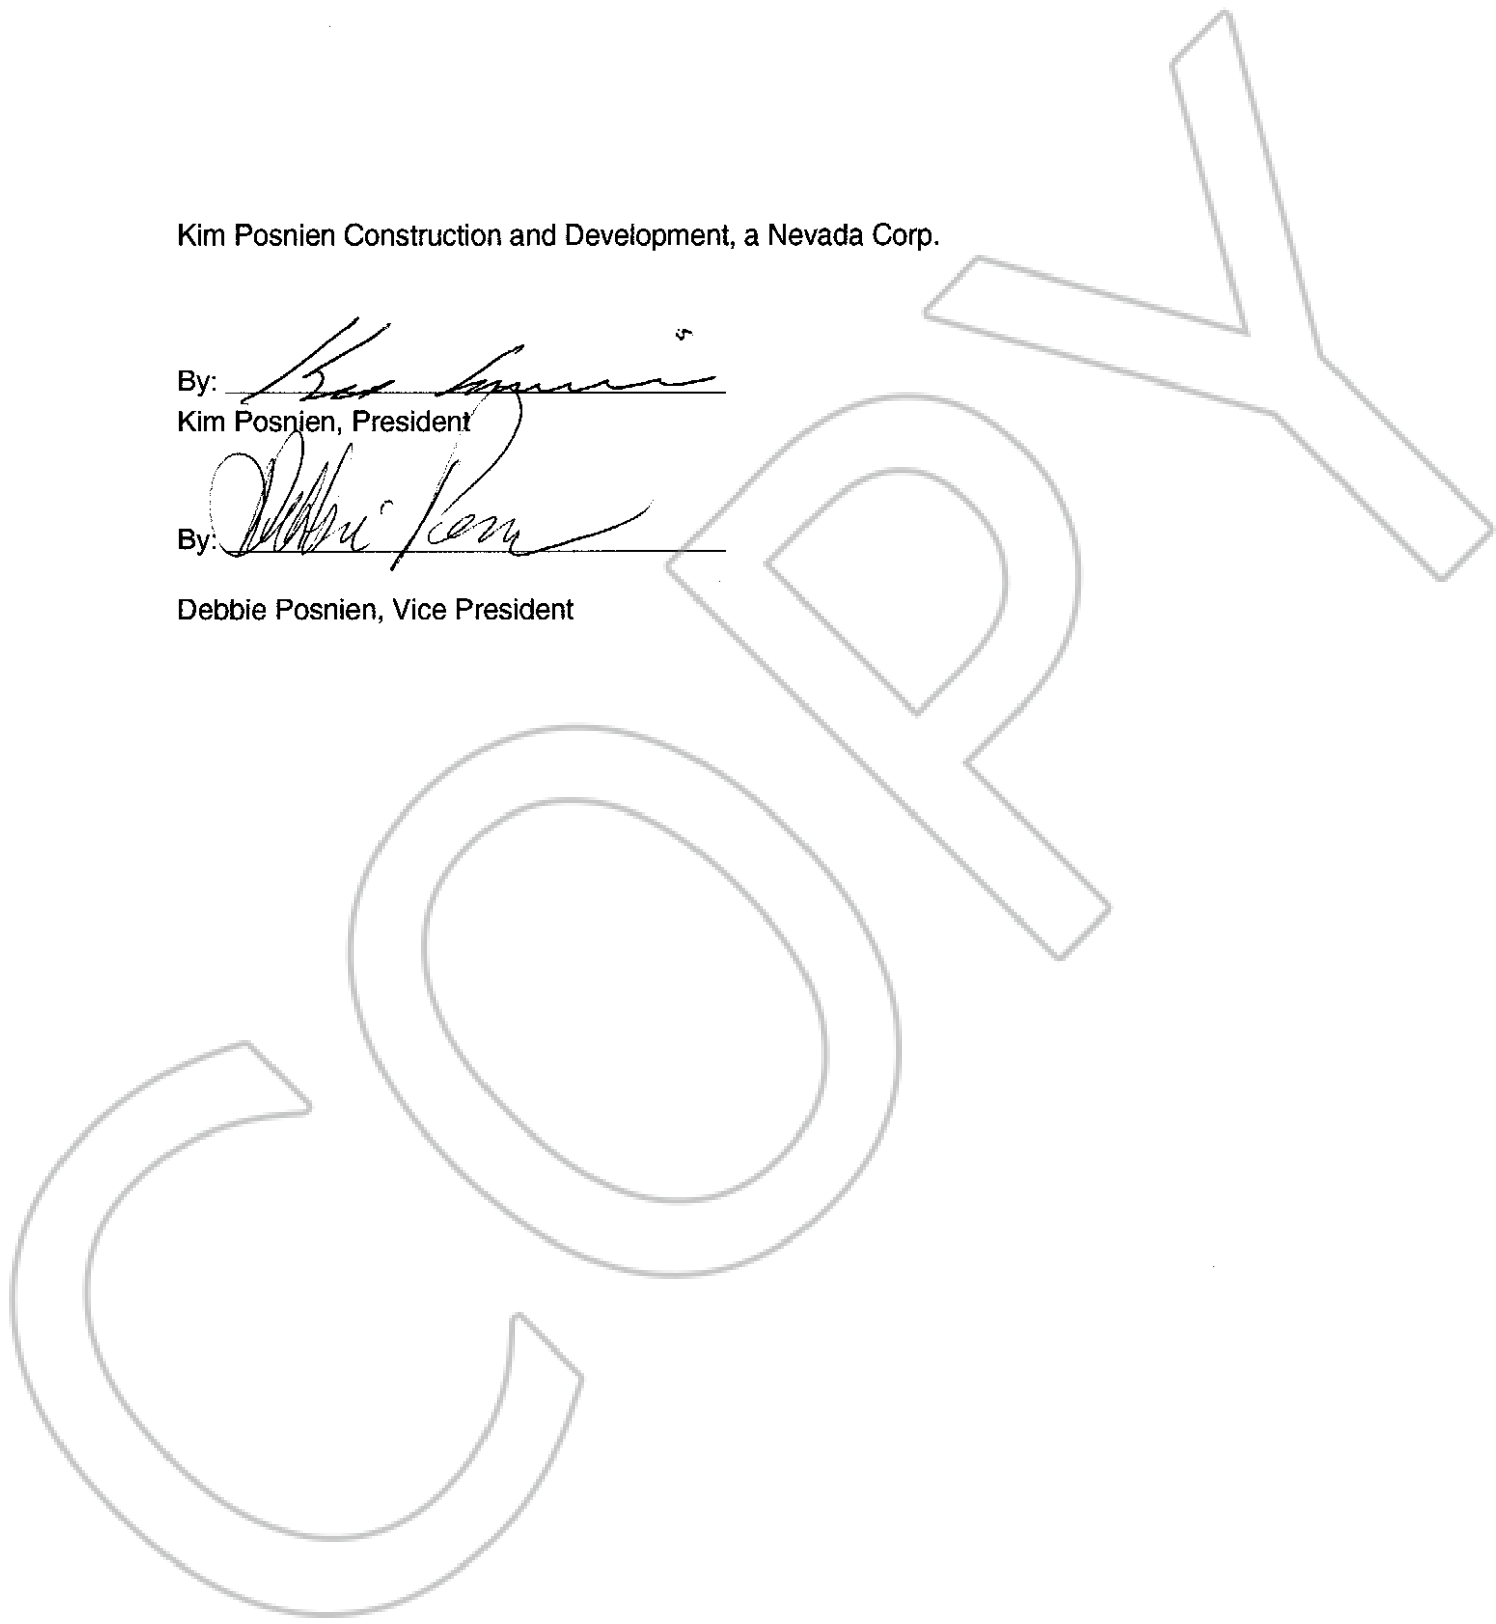 Kim Posnien Construction and Development, a Nevada Corp.
By:
Kim Posnien, President
By:
Debbie Posnien, Vice President
COPY